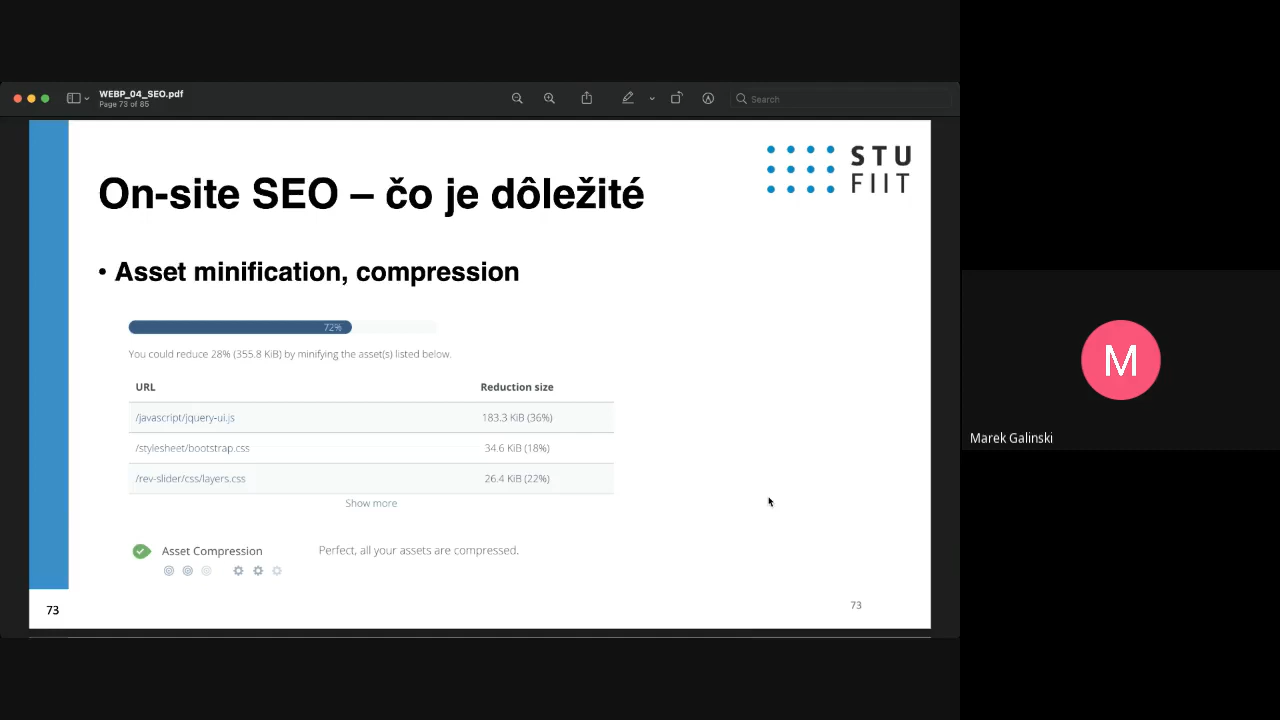 WEBP_04_SEO.pdf
Page 73 of 85
Search
STU
FIIT
On-site SEO – čo je dôležité
• Asset minification, compression
72%
You could reduce 28% (355.8 KiB) by minifying the asset(s) listed below.
URL Reduction size
/javascript/jquery-ui.js 183.3 KiB (36%)
/stylesheet/bootstrap.css 34.6 KiB (18%)
/rev-slider/css/layers.css 26.4 KiB (22%)
Show more
Asset Compression Perfect, all your assets are compressed.
73
73
M
Marek Galinski